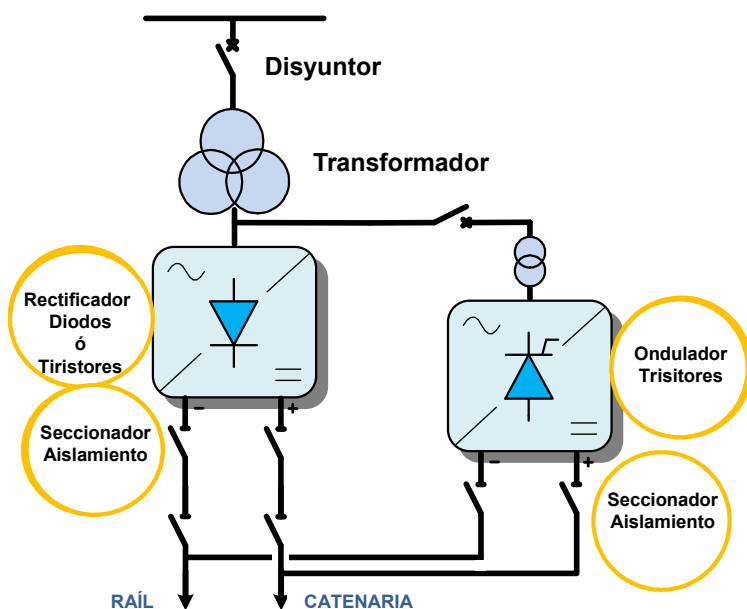 Disyuntor
Transformador
Rectificador
Diodos
ó
Tiristores
Ondulador
Trisitores
-
+
Seccionador
Aislamiento
-
+
Seccionador
Aislamiento
RAÍL
CATENARIA